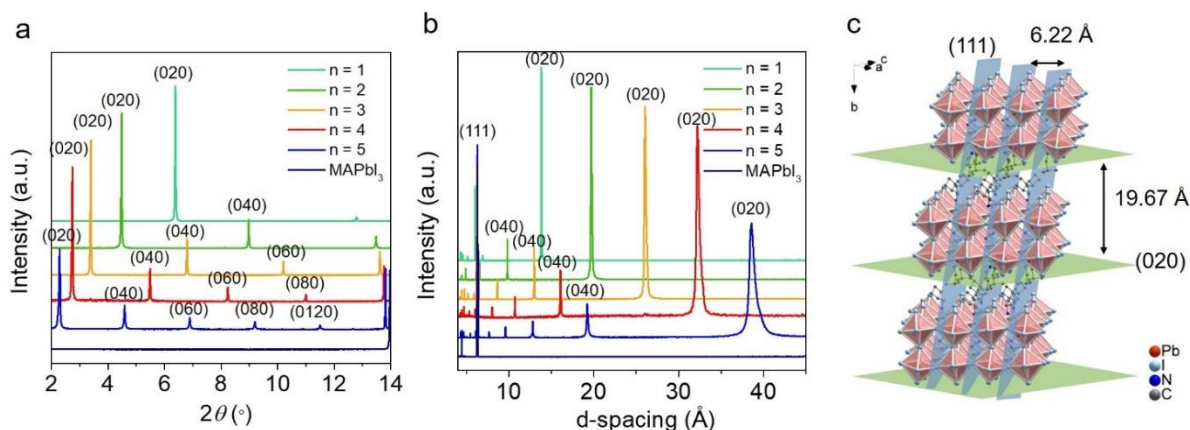 a
(020)
(020)
(020)
(020)
(020)
(040)
(040)
(040)
(040)
(060)
(060)
(060)
(080)
(080)
(0120)
n = 1
n = 2
n = 3
n = 4
n = 5
MAPbI₃
Intensity (a.u.)
2 4 6 8 10 12 14
2θ (°)
b
(111)
(020)
(020)
(020)
(020)
(020)
(040)
(040)
(040)
(040)
n = 1
n = 2
n = 3
n = 4
n = 5
MAPbI₃
Intensity (a.u.)
10 20 30 40
d-spacing (Å)
c
(111)
6.22 Å
c
a
b
19.67 Å
(020)
Pb
I
N
C